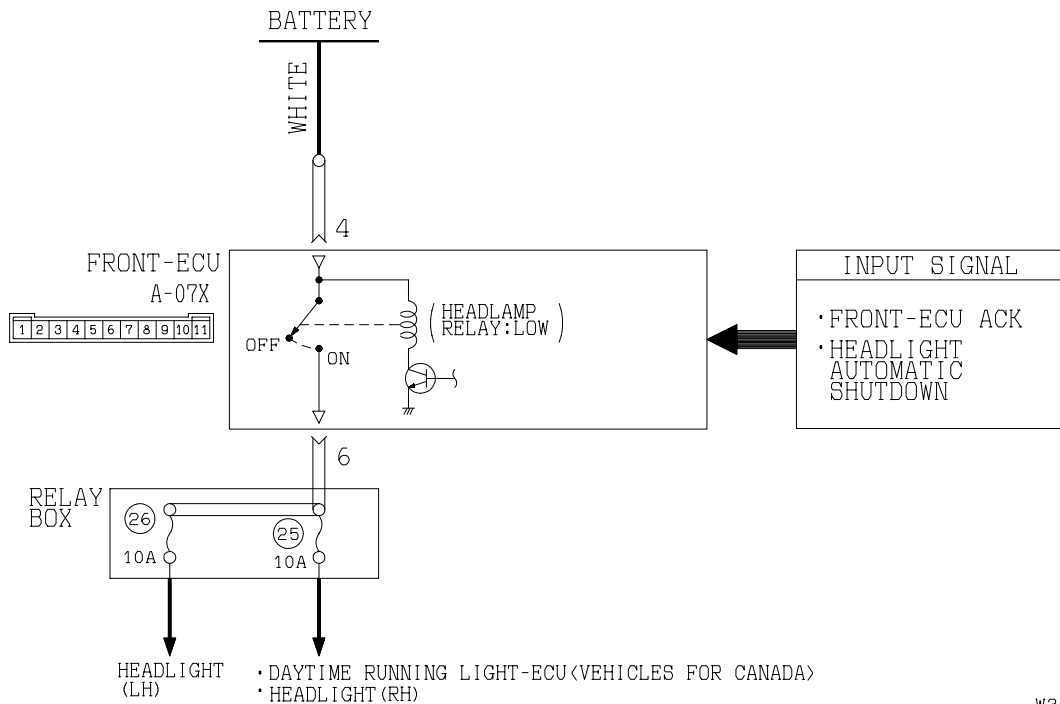 BATTERY
WHITE
4
FRONT-ECU
A-07X
1 2 3 4 5 6 7 8 9 10 11
OFF
ON
(HEADLAMP
RELAY:LOW)
INPUT SIGNAL
・FRONT-ECU ACK
・HEADLIGHT
AUTOMATIC
SHUTDOWN
6
RELAY
BOX
26
10A
25
10A
HEADLIGHT
(LH)
・DAYTIME RUNNING LIGHT-ECU<VEHICLES FOR CANADA>
・HEADLIGHT(RH)